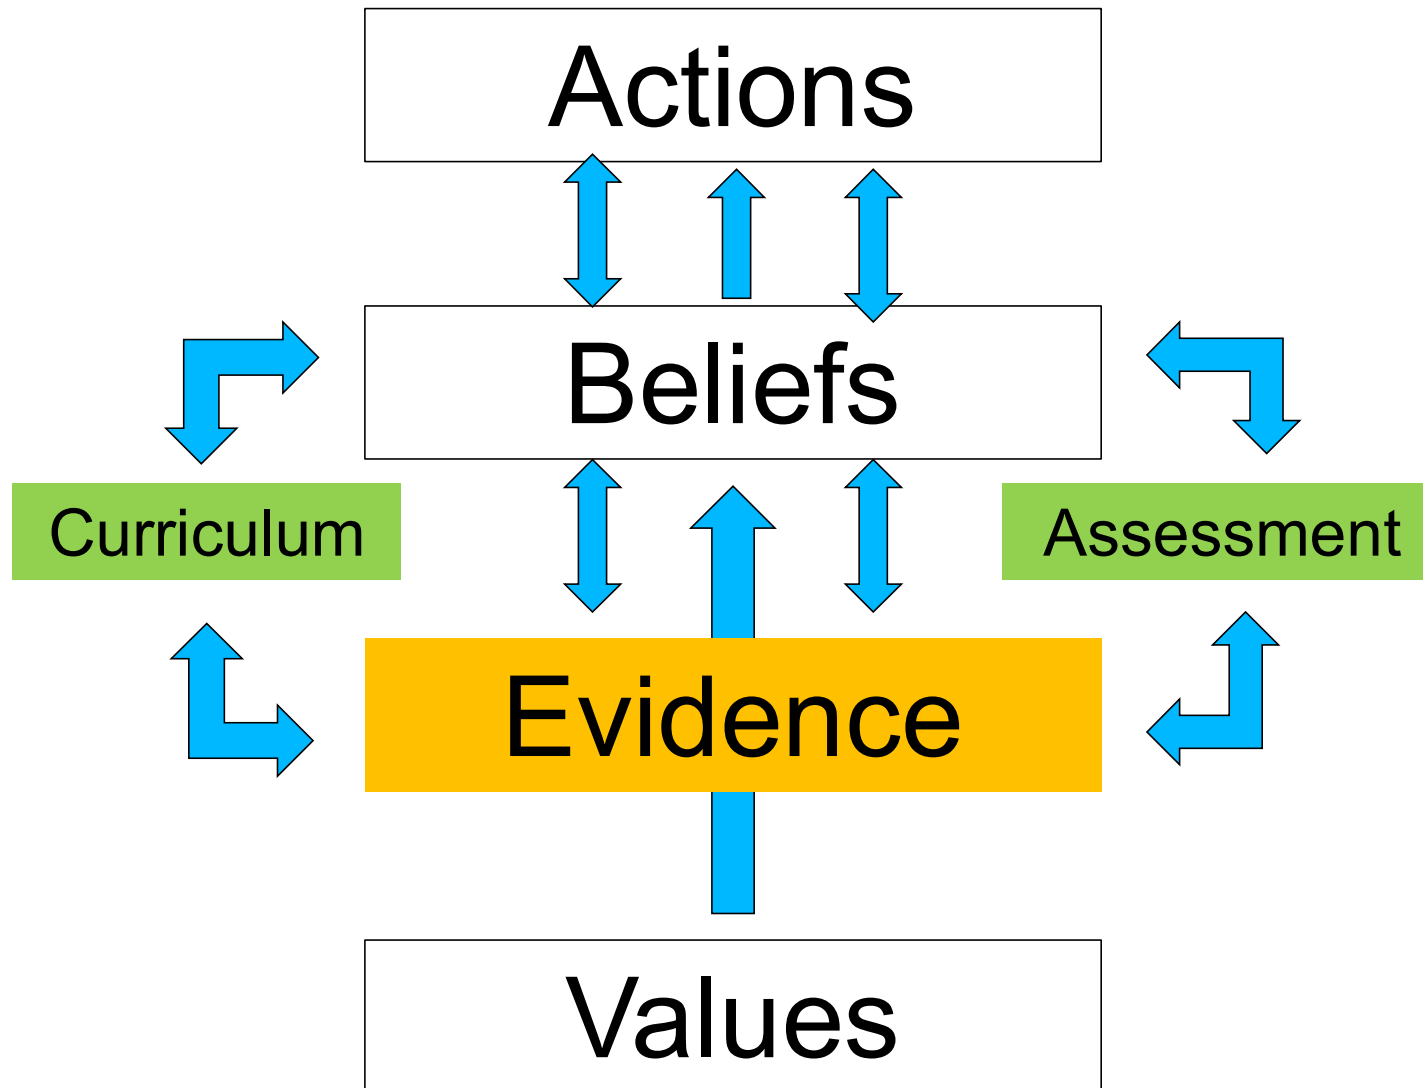 Actions
Beliefs
Curriculum
Assessment
Evidence
Values